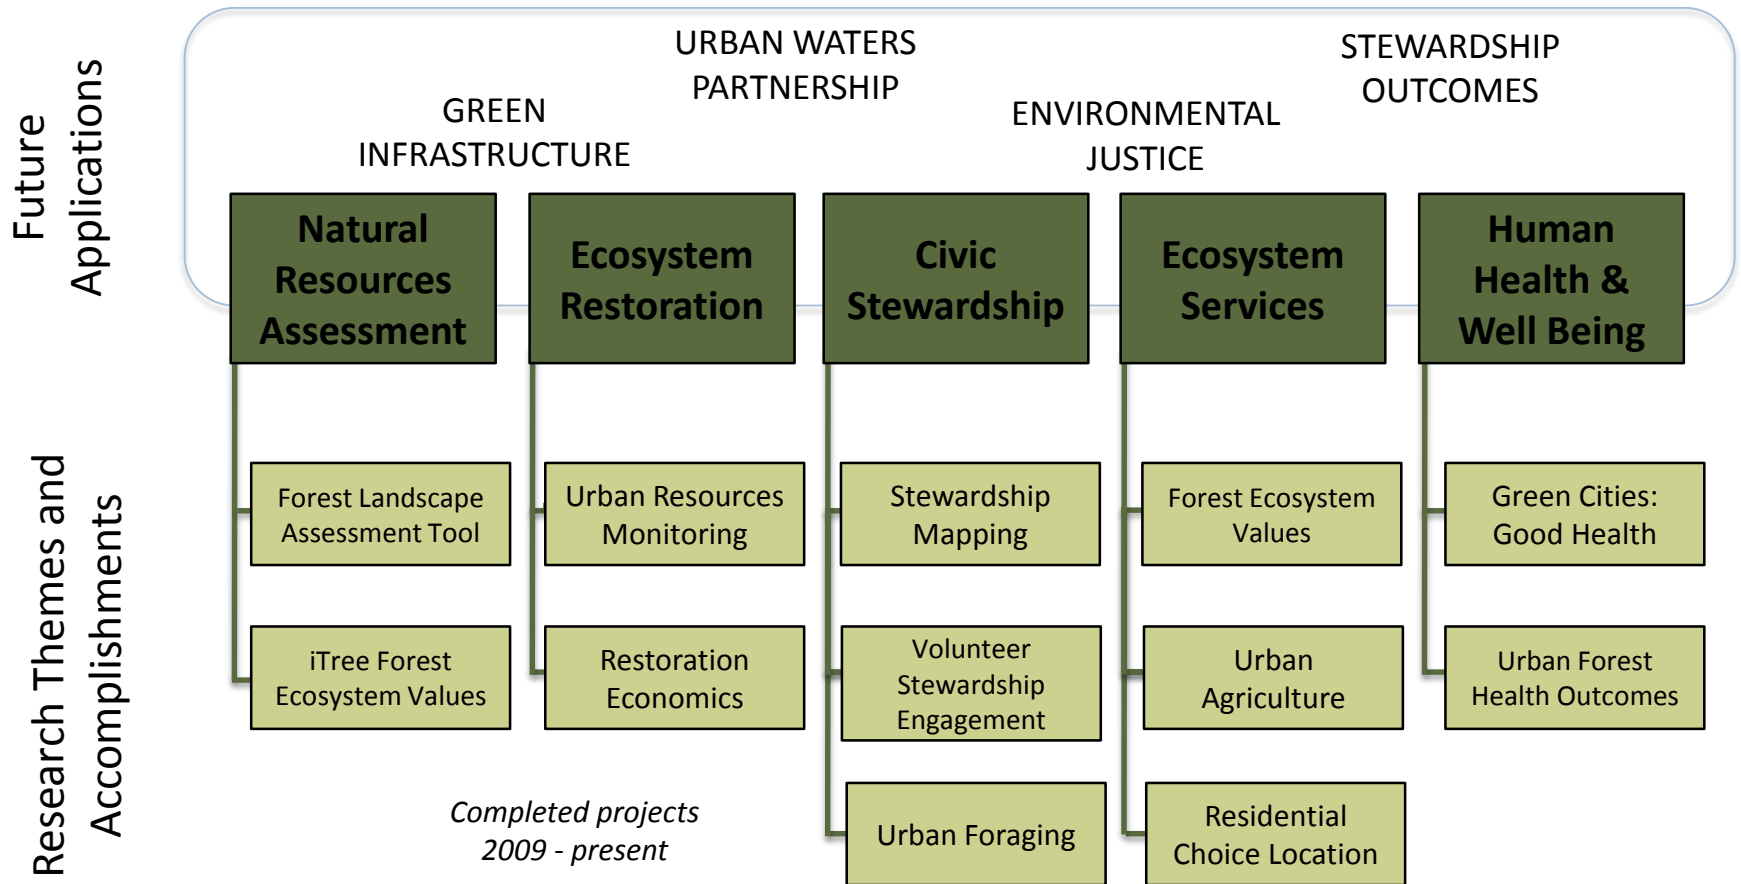 Future
Applications
URBAN WATERS
PARTNERSHIP
STEWARDSHIP
OUTCOMES
GREEN
INFRASTRUCTURE
ENVIRONMENTAL
JUSTICE
Natural
Resources
Assessment
Ecosystem
Restoration
Civic
Stewardship
Ecosystem
Services
Human
Health &
Well Being
Research Themes and
Accomplishments
Forest Landscape
Assessment Tool
Urban Resources
Monitoring
Stewardship
Mapping
Forest Ecosystem
Values
Green Cities:
Good Health
iTree Forest
Ecosystem Values
Restoration
Economics
Volunteer
Stewardship
Engagement
Urban
Agriculture
Urban Forest
Health Outcomes
Completed projects
2009 - present
Urban Foraging
Residential
Choice Location